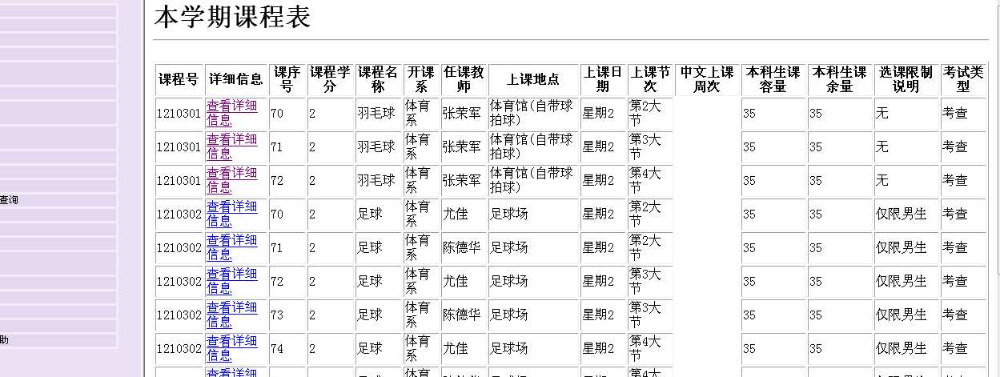 本学期课程表
课程号 详细信息 课序号 课程学分 课程名称 开课系 任课教师 上课地点 上课日期 上课节次 中文上课周次 本科生课容量 本科生课余量 选课限制说明 考试类型
1210301 查看详细信息 70 2 羽毛球 体育系 张荣军 体育馆(自带球拍球) 星期2 第2大节 35 35 无 考查
1210301 查看详细信息 71 2 羽毛球 体育系 张荣军 体育馆(自带球拍球) 星期2 第3大节 35 35 无 考查
1210301 查看详细信息 72 2 羽毛球 体育系 张荣军 体育馆(自带球拍球) 星期2 第4大节 35 35 无 考查
查询
1210302 查看详细信息 70 2 足球 体育系 尤佳 足球场 星期2 第2大节 35 35 仅限男生 考查
1210302 查看详细信息 71 2 足球 体育系 陈德华 足球场 星期2 第2大节 35 35 仅限男生 考查
1210302 查看详细信息 72 2 足球 体育系 尤佳 足球场 星期2 第3大节 35 35 仅限男生 考查
1210302 查看详细信息 73 2 足球 体育系 陈德华 足球场 星期2 第3大节 35 35 仅限男生 考查
助
1210302 查看详细信息 74 2 足球 体育系 尤佳 足球场 星期2 第4大节 35 35 仅限男生 考查
查看详细 体育 第4大